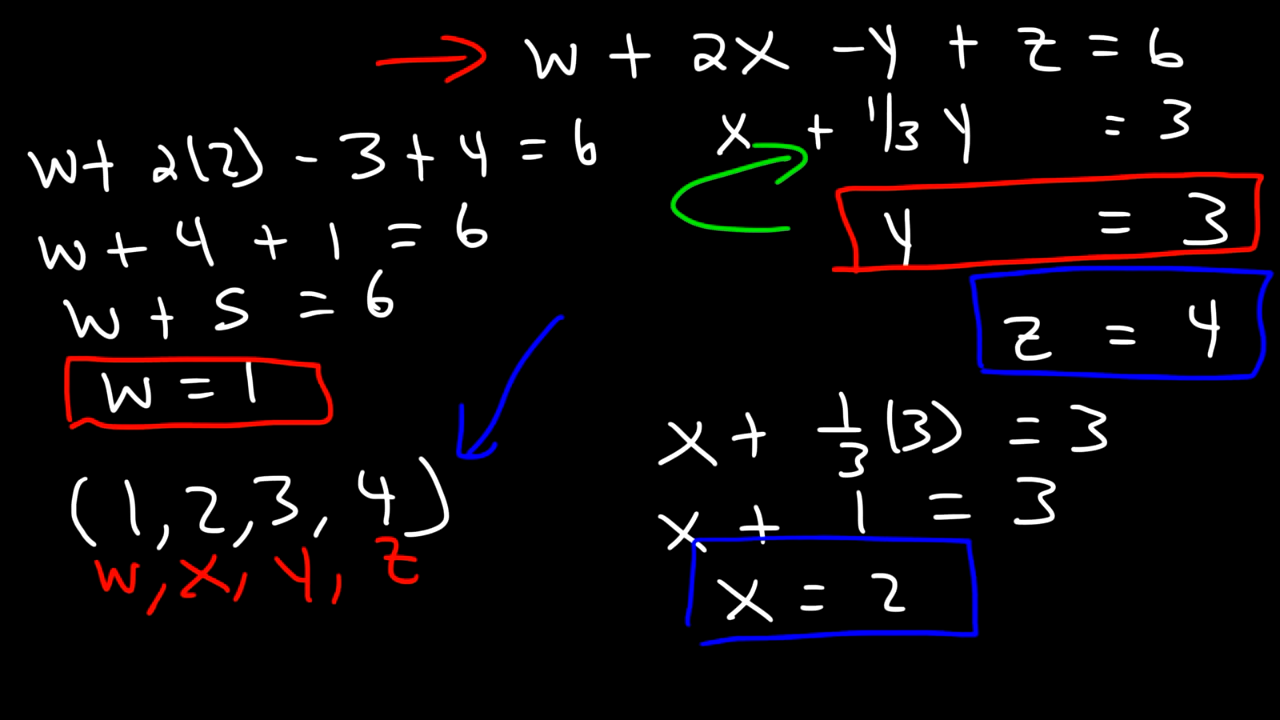 w + 2x - y + z = 6
x + 1/3 y = 3
y = 3
z = 4
x + 1/3 (3) = 3
x + 1 = 3
x = 2
w + 2(2) - 3 + 4 = 6
w + 4 + 1 = 6
w + 5 = 6
w = 1
(1, 2, 3, 4)
w, x, y, z